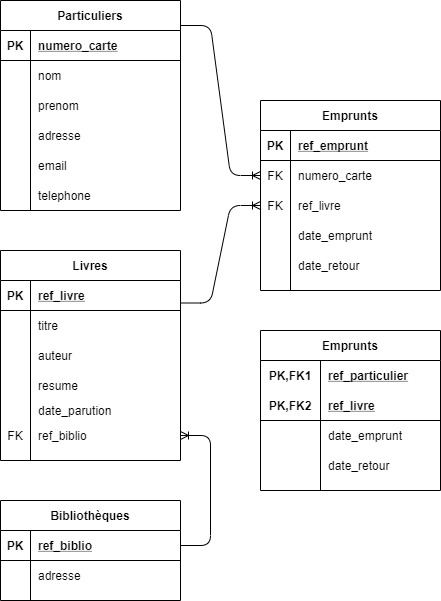 Particuliers
PK numero_carte
nom
prenom
adresse
email
telephone
Emprunts
PK ref_emprunt
FK numero_carte
FK ref_livre
date_emprunt
date_retour
Livres
PK ref_livre
titre
auteur
resume
date_parution
FK ref_biblio
Emprunts
PK,FK1 ref_particulier
PK,FK2 ref_livre
date_emprunt
date_retour
Bibliothèques
PK ref_biblio
adresse